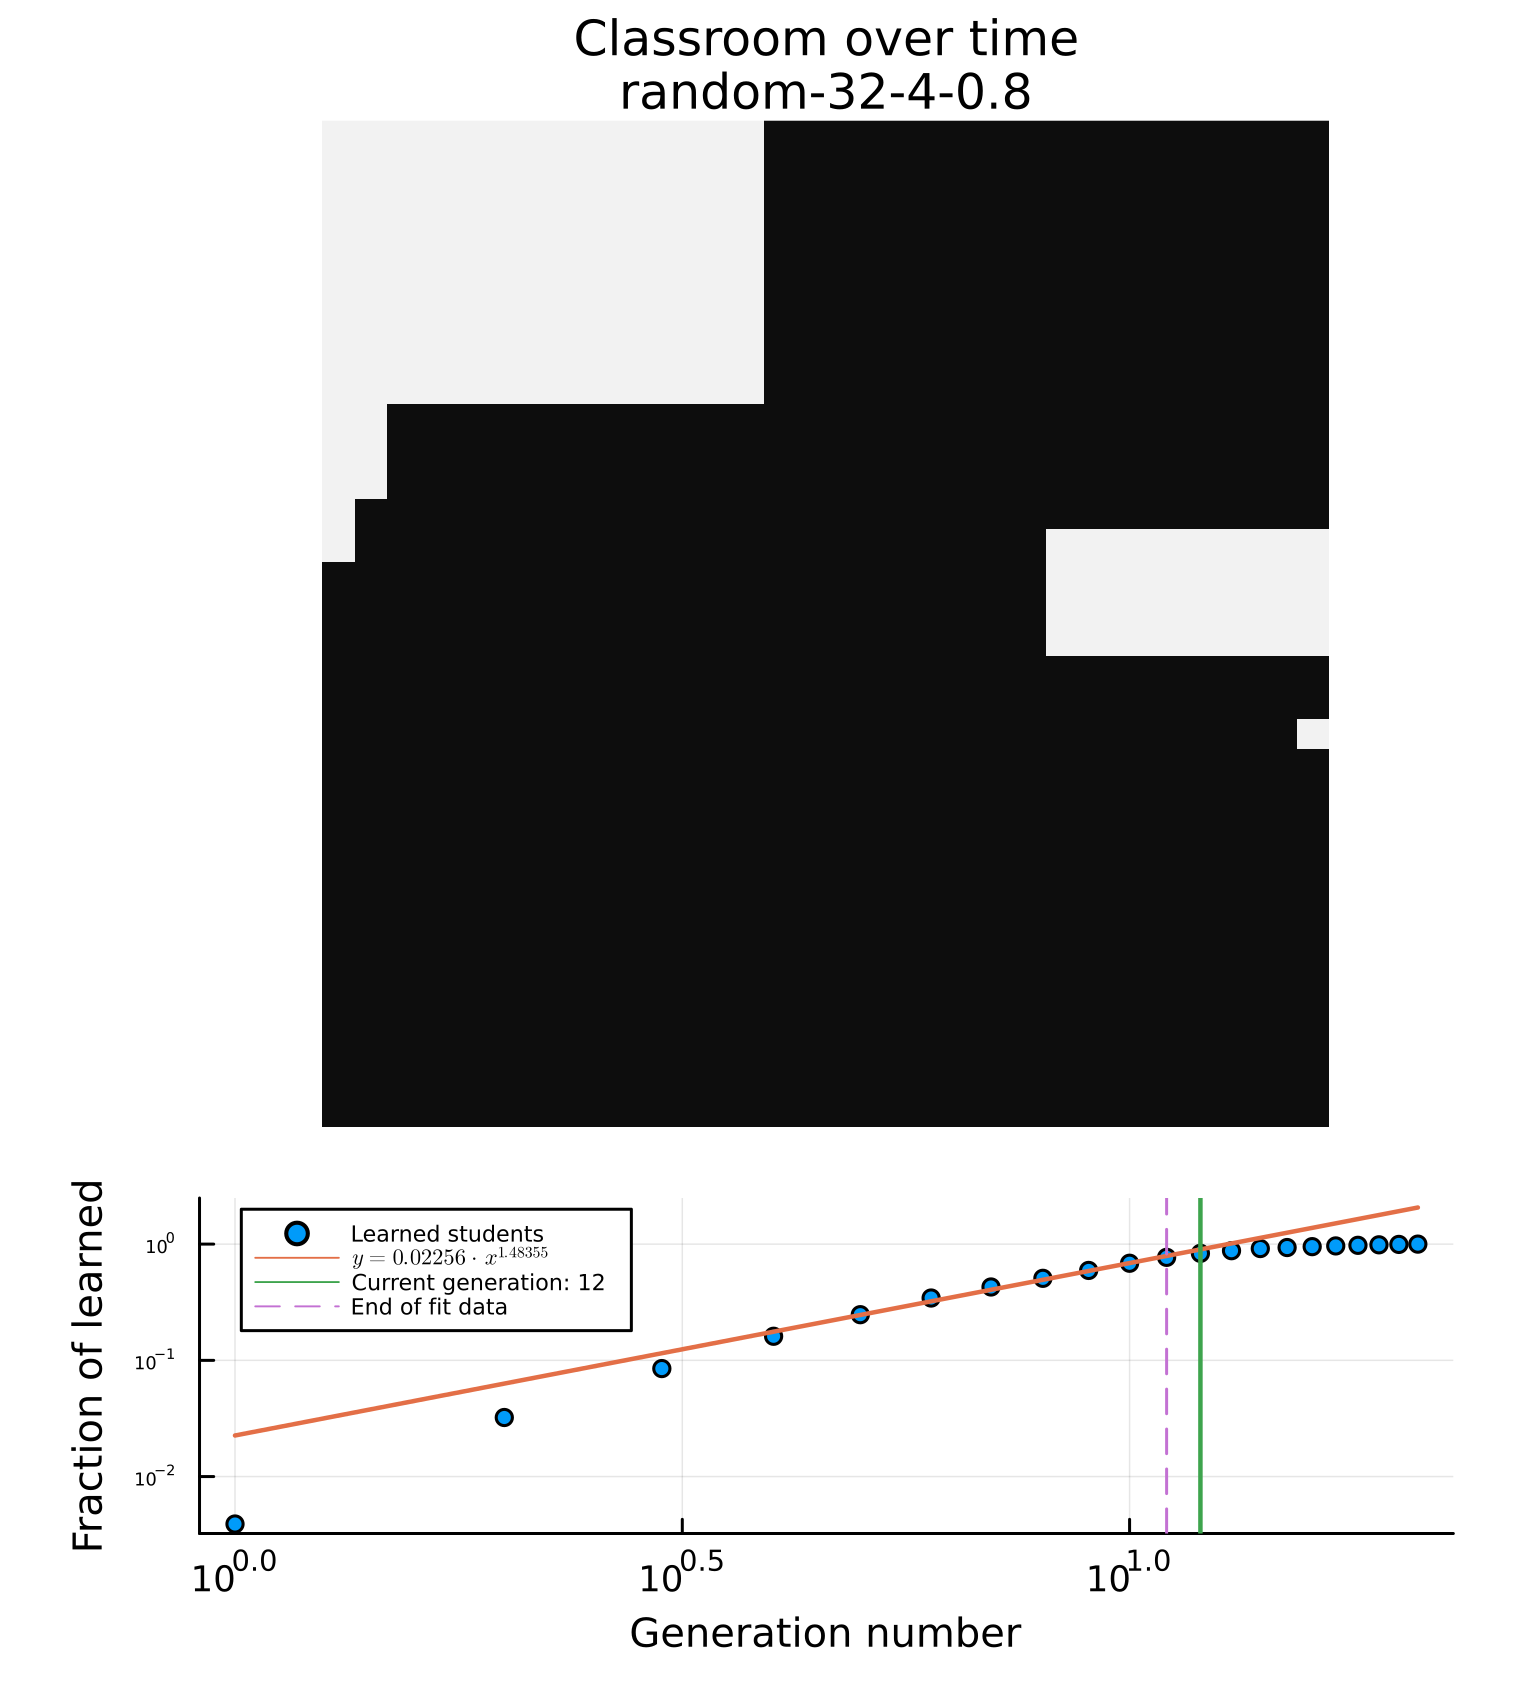 Classroom over time
random-32-4-0.8
Fraction of learned
10⁰
10⁻¹
10⁻²
Learned students
y = 0.02256 · x^1.48355
Current generation: 12
End of fit data
10^0.0 10^0.5 10^1.0
Generation number